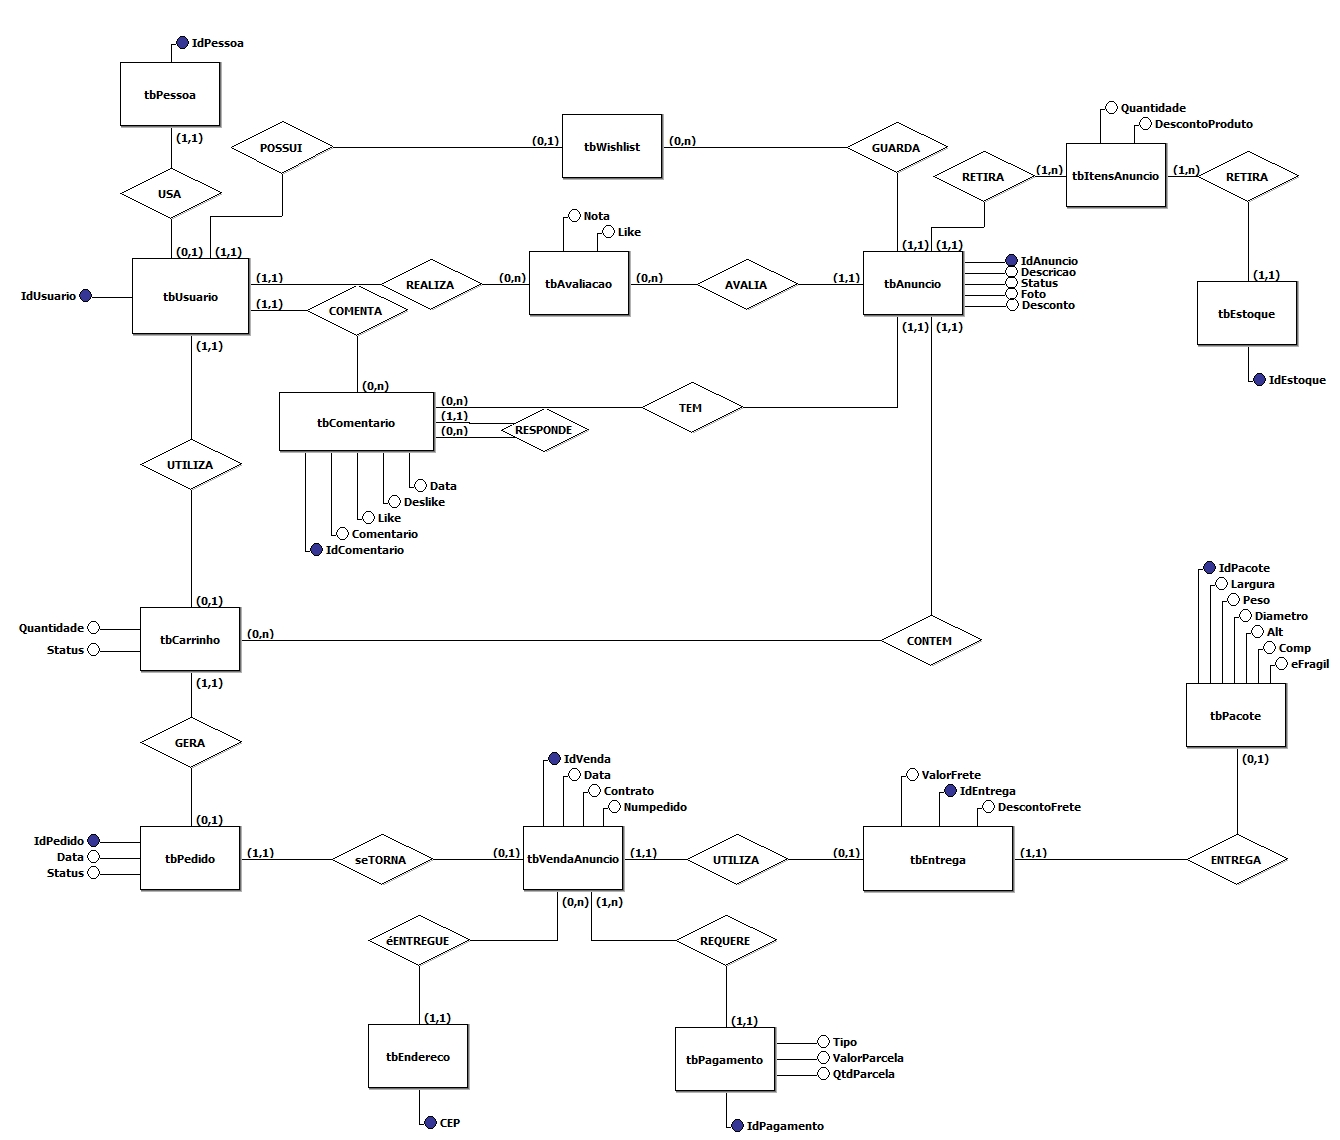 IdPessoa
tbPessoa
(1,1)
USA
(0,1)
(1,1)
POSSUI
(0,1)
tbWishlist
(0,n)
GUARDA
(1,1)
(1,1)
RETIRA
(1,n)
Quantidade
DescontoProduto
tbItensAnuncio
(1,n)
RETIRA
(1,1)
tbEstoque
IdEstoque
IdUsuario
tbUsuario
(1,1)
REALIZA
(0,n)
Nota
Like
tbAvaliacao
(0,n)
AVALIA
(1,1)
tbAnuncio
IdAnuncio
Descricao
Status
Foto
Desconto
(1,1)
(1,1)
(1,1)
COMENTA
(0,n)
tbComentario
(0,n)
TEM
(1,1)
(0,n)
RESPONDE
Data
Deslike
Like
Comentario
IdComentario
(1,1)
UTILIZA
(0,1)
Quantidade
Status
tbCarrinho
(0,n)
CONTEM
(1,1)
GERA
(0,1)
IdPedido
Data
Status
tbPedido
(1,1)
seTORNA
(0,1)
IdVenda
Data
Contrato
Numpedido
tbVendaAnuncio
(1,1)
UTILIZA
(0,1)
ValorFrete
IdEntrega
DescontoFrete
tbEntrega
(1,1)
ENTREGA
IdPacote
Largura
Peso
Diametro
Alt
Comp
eFragil
tbPacote
(0,1)
(0,n)
(1,n)
éENTREGUE
REQUERE
(1,1)
tbEndereco
CEP
(1,1)
tbPagamento
Tipo
ValorParcela
QtdParcela
IdPagamento